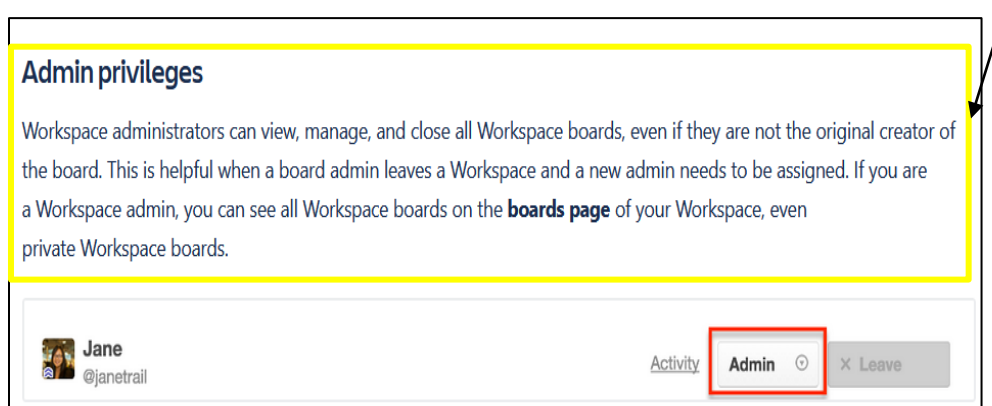 Admin privileges
Workspace administrators can view, manage, and close all Workspace boards, even if they are not the original creator of
the board. This is helpful when a board admin leaves a Workspace and a new admin needs to be assigned. If you are
a Workspace admin, you can see all Workspace boards on the boards page of your Workspace, even
private Workspace boards.
Jane
@janetrail
Activity
Admin
× Leave